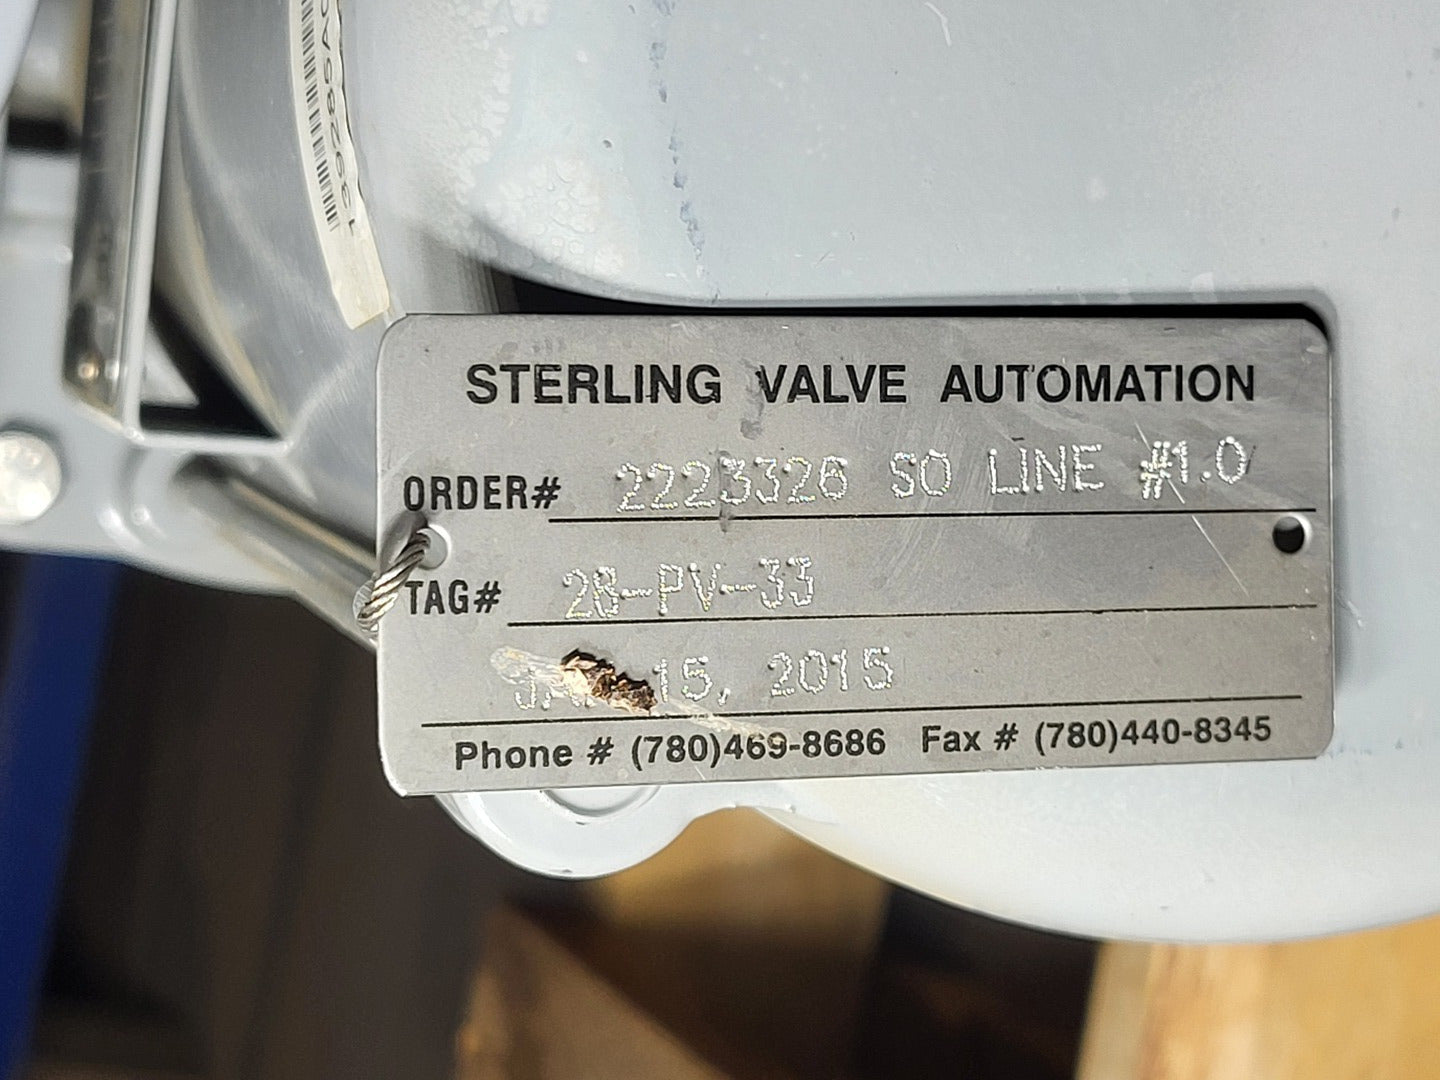 STERLING VALVE AUTOMATION
ORDER# 2223326 SO LINE #1.0
TAG# 28-PV-33
15, 2015
Phone # (780)469-8686 Fax # (780)440-8345